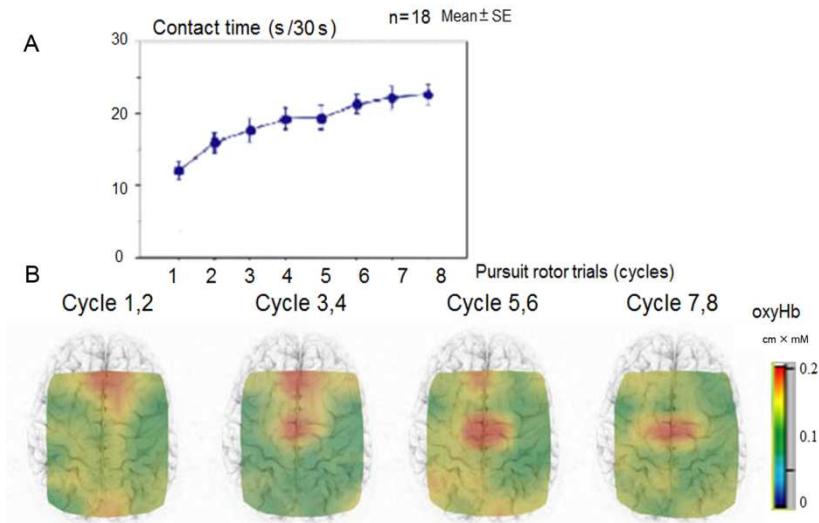 A
Contact time (s/30 s)
n=18 Mean±SE
30
20
10
0
1 2 3 4 5 6 7 8
Pursuit rotor trials (cycles)
B
Cycle 1,2
Cycle 3,4
Cycle 5,6
Cycle 7,8
oxyHb
cm × mM
0.2
0.1
0